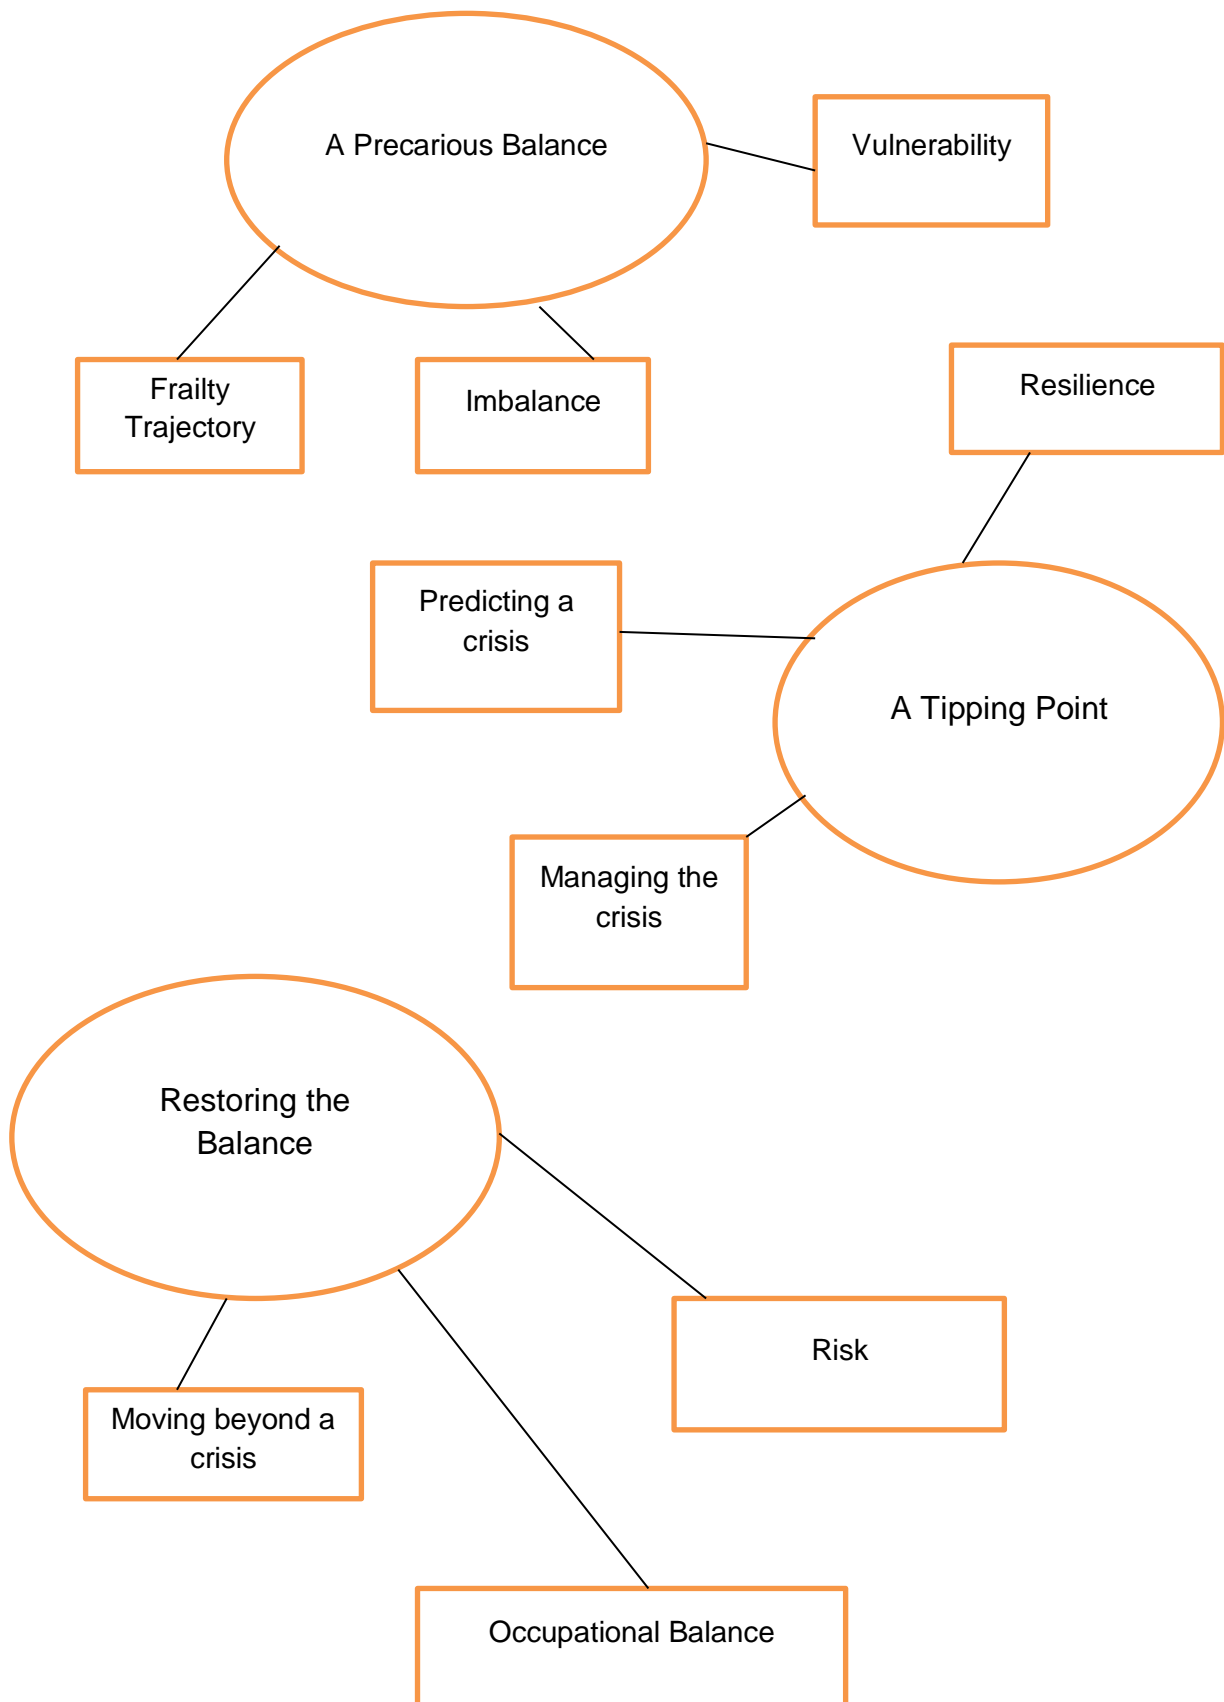 A Precarious Balance
Vulnerability
Frailty
Trajectory
Imbalance
Resilience
Predicting a
crisis
A Tipping Point
Managing the
crisis
Restoring the
Balance
Risk
Moving beyond a
crisis
Occupational Balance